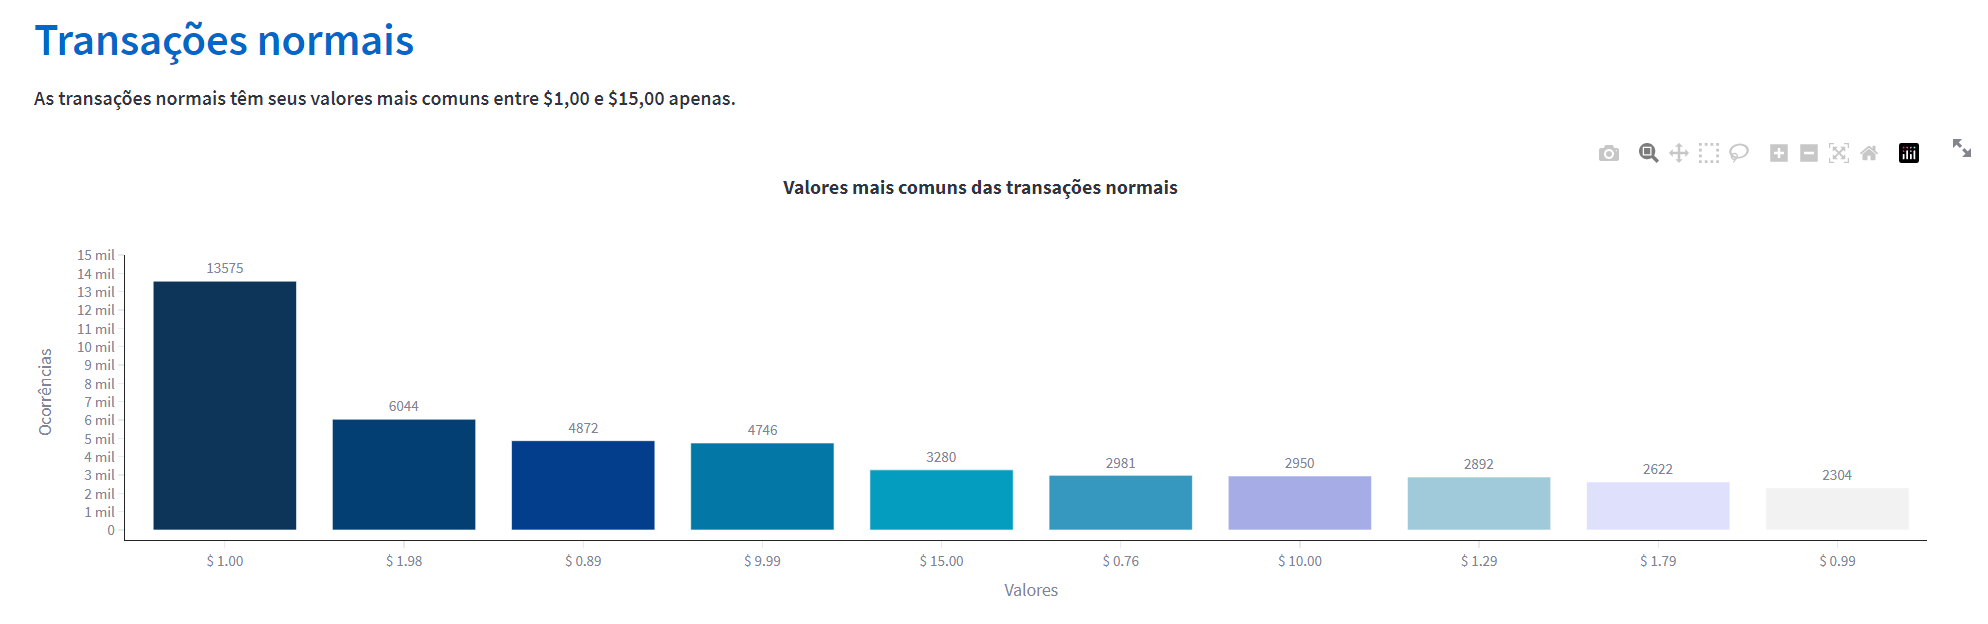 Transações normais
As transações normais têm seus valores mais comuns entre $1,00 e $15,00 apenas.
Valores mais comuns das transações normais
Ocorrências
15 mil
14 mil
13 mil
12 mil
11 mil
10 mil
9 mil
8 mil
7 mil
6 mil
5 mil
4 mil
3 mil
2 mil
1 mil
0
13575
6044
4872
4746
3280
2981
2950
2892
2622
2304
$ 1.00
$ 1.98
$ 0.89
$ 9.99
$ 15.00
$ 0.76
$ 10.00
$ 1.29
$ 1.79
$ 0.99
Valores